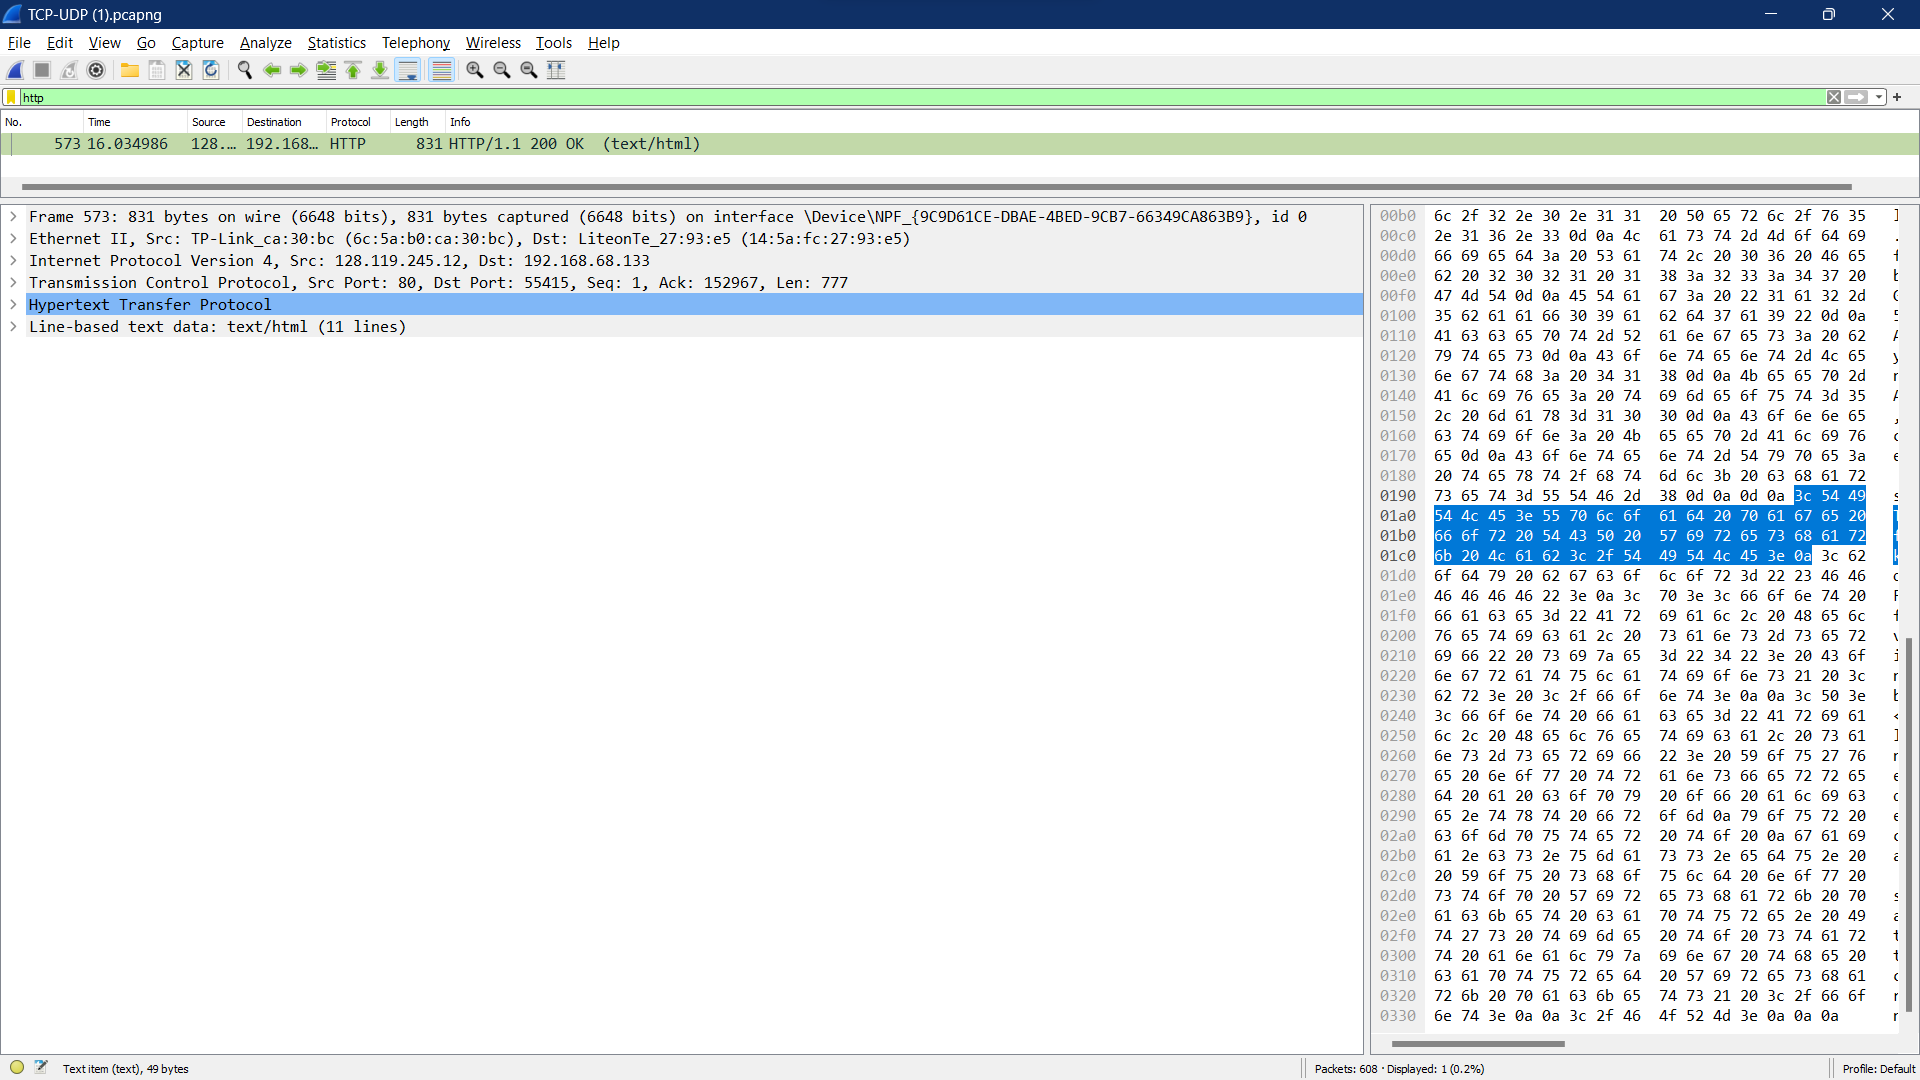 TCP-UDP (1).pcapng
File Edit View Go Capture Analyze Statistics Telephony Wireless Tools Help
http
No. Time Source Destination Protocol Length Info
573 16.034986 128.… 192.168… HTTP 831 HTTP/1.1 200 OK (text/html)
Frame 573: 831 bytes on wire (6648 bits), 831 bytes captured (6648 bits) on interface \Device\NPF_{9C9D61CE-DBAE-4BED-9CB7-66349CA863B9}, id 0
Ethernet II, Src: TP-Link_ca:30:bc (6c:5a:b0:ca:30:bc), Dst: LiteonTe_27:93:e5 (14:5a:fc:27:93:e5)
Internet Protocol Version 4, Src: 128.119.245.12, Dst: 192.168.68.133
Transmission Control Protocol, Src Port: 80, Dst Port: 55415, Seq: 1, Ack: 152967, Len: 777
Hypertext Transfer Protocol
Line-based text data: text/html (11 lines)
00b0 6c 2f 32 2e 30 2e 31 31 20 50 65 72 6c 2f 76 35
00c0 2e 31 36 2e 33 0d 0a 4c 61 73 74 2d 4d 6f 64 69
00d0 66 69 65 64 3a 20 53 61 74 2c 20 30 36 20 46 65
00e0 62 20 32 30 32 31 20 31 38 3a 32 33 3a 34 37 20
00f0 47 4d 54 0d 0a 45 54 61 67 3a 20 22 31 61 32 2d
0100 35 62 61 61 66 30 39 61 62 64 37 61 39 22 0d 0a
0110 41 63 63 65 70 74 2d 52 61 6e 67 65 73 3a 20 62
0120 79 74 65 73 0d 0a 43 6f 6e 74 65 6e 74 2d 4c 65
0130 6e 67 74 68 3a 20 34 31 38 0d 0a 4b 65 65 70 2d
0140 41 6c 69 76 65 3a 20 74 69 6d 65 6f 75 74 3d 35
0150 2c 20 6d 61 78 3d 31 30 30 0d 0a 43 6f 6e 6e 65
0160 63 74 69 6f 6e 3a 20 4b 65 65 70 2d 41 6c 69 76
0170 65 0d 0a 43 6f 6e 74 65 6e 74 2d 54 79 70 65 3a
0180 20 74 65 78 74 2f 68 74 6d 6c 3b 20 63 68 61 72
0190 73 65 74 3d 55 54 46 2d 38 0d 0a 0d 0a 3c 54 49
01a0 54 4c 45 3e 55 70 6c 6f 61 64 20 70 61 67 65 20
01b0 66 6f 72 20 54 43 50 20 57 69 72 65 73 68 61 72
01c0 6b 20 4c 61 62 3c 2f 54 49 54 4c 45 3e 0a 3c 62
01d0 6f 64 79 20 62 67 63 6f 6c 6f 72 3d 22 23 46 46
01e0 46 46 46 46 22 3e 0a 3c 70 3e 3c 66 6f 6e 74 20
01f0 66 61 63 65 3d 22 41 72 69 61 6c 2c 20 48 65 6c
0200 76 65 74 69 63 61 2c 20 73 61 6e 73 2d 73 65 72
0210 69 66 22 20 73 69 7a 65 3d 22 34 22 3e 20 43 6f
0220 6e 67 72 61 74 75 6c 61 74 69 6f 6e 73 21 20 3c
0230 62 72 3e 20 3c 2f 66 6f 6e 74 3e 0a 0a 3c 50 3e
0240 3c 66 6f 6e 74 20 66 61 63 65 3d 22 41 72 69 61
0250 6c 2c 20 48 65 6c 76 65 74 69 63 61 2c 20 73 61
0260 6e 73 2d 73 65 72 69 66 22 3e 20 59 6f 75 27 76
0270 65 20 6e 6f 77 20 74 72 61 6e 73 66 65 72 72 65
0280 64 20 61 20 63 6f 70 79 20 6f 66 20 61 6c 69 63
0290 65 2e 74 78 74 20 66 72 6f 6d 0a 79 6f 75 72 20
02a0 63 6f 6d 70 75 74 65 72 20 74 6f 20 0a 67 61 69
02b0 61 2e 63 73 2e 75 6d 61 73 73 2e 65 64 75 2e 20
02c0 20 59 6f 75 20 73 68 6f 75 6c 64 20 6e 6f 77 20
02d0 73 74 6f 70 20 57 69 72 65 73 68 61 72 6b 20 70
02e0 61 63 6b 65 74 20 63 61 70 74 75 72 65 2e 20 49
02f0 74 27 73 20 74 69 6d 65 20 74 6f 20 73 74 61 72
0300 74 20 61 6e 61 6c 79 7a 69 6e 67 20 74 68 65 20
0310 63 61 70 74 75 72 65 64 20 57 69 72 65 73 68 61
0320 72 6b 20 70 61 63 6b 65 74 73 21 20 3c 2f 66 6f
0330 6e 74 3e 0a 0a 3c 2f 46 4f 52 4d 3e 0a 0a 0a
Text item (text), 49 bytes
Packets: 608 · Displayed: 1 (0.2%)
Profile: Default